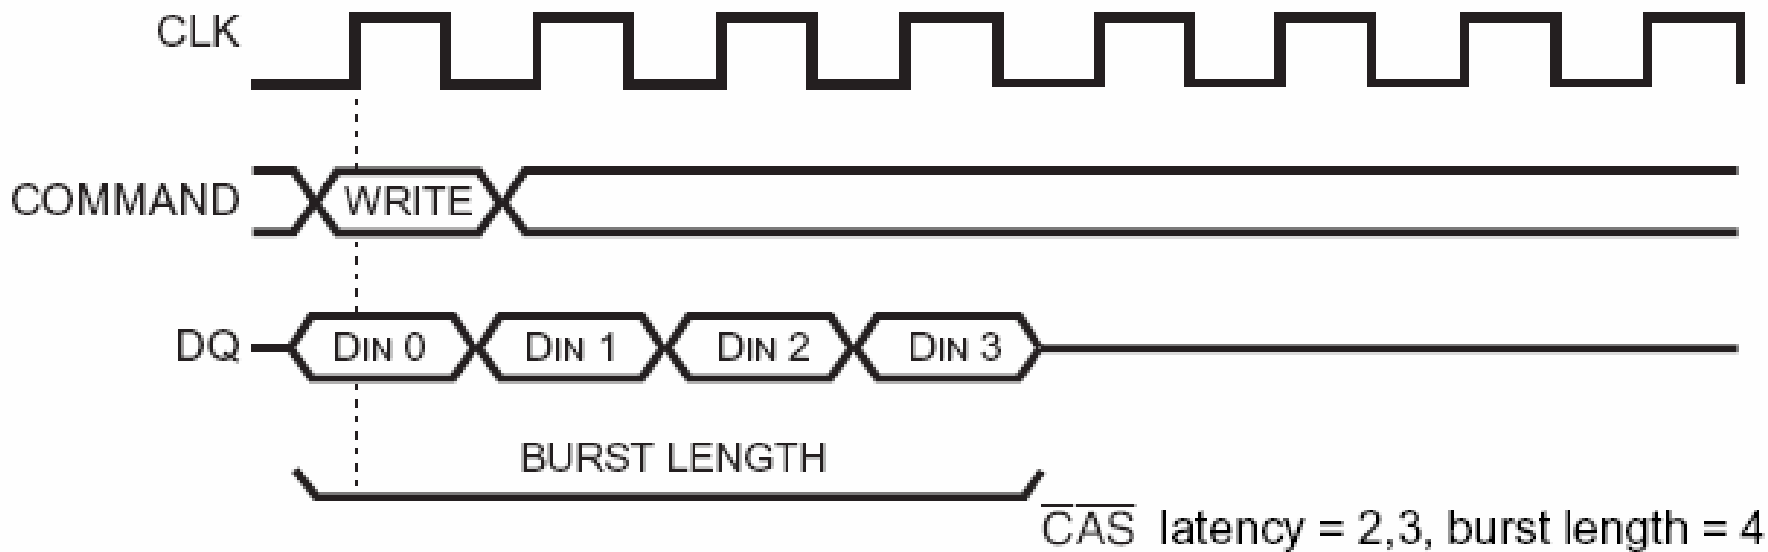 CLK
COMMAND WRITE
DQ DIN 0 DIN 1 DIN 2 DIN 3
BURST LENGTH
CAS latency = 2,3, burst length = 4